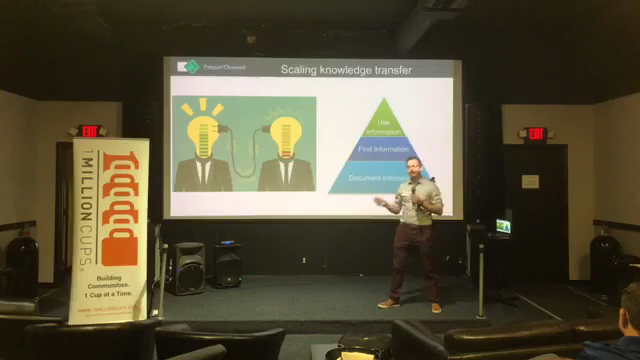 Scaling knowledge transfer
Use
Information
Find Information
Document Inform
EXIT
EXIT
1 MILLION CUPS
Building
Communities.
1 Cup at a Time.